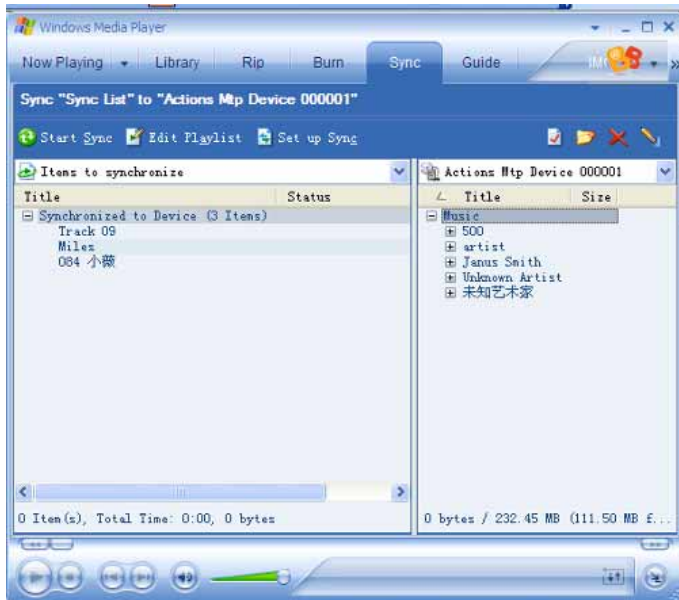 Windows Media Player
Now Playing Library Rip Burn Sync Guide
Sync "Sync List" to "Actions Mtp Device 000001"
Start Sync Edit Playlist Set up Sync
Items to synchronize
Title Status
Synchronized to Device (3 Items)
Track 09
Miles
084 小薇
0 Item(s), Total Time: 0:00, 0 bytes
Actions Mtp Device 000001
Title Size
Music
500
artist
Janus Smith
Unknown Artist
未知艺术家
0 bytes / 232.45 MB (111.50 MB f...